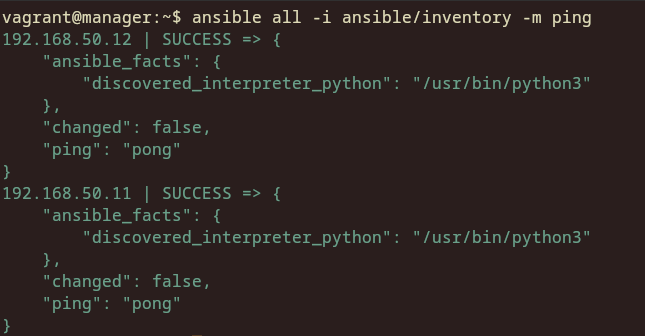 vagrant@manager:~$ ansible all -i ansible/inventory -m ping
192.168.50.12 | SUCCESS => {
    "ansible_facts": {
        "discovered_interpreter_python": "/usr/bin/python3"
    },
    "changed": false,
    "ping": "pong"
}
192.168.50.11 | SUCCESS => {
    "ansible_facts": {
        "discovered_interpreter_python": "/usr/bin/python3"
    },
    "changed": false,
    "ping": "pong"
}